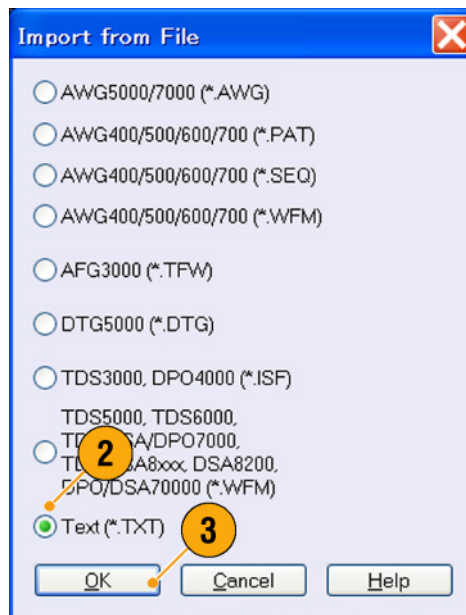 Import from File
AWG5000/7000 (*.AWG)
AWG400/500/600/700 (*.PAT)
AWG400/500/600/700 (*.SEQ)
AWG400/500/600/700 (*.WFM)
AFG3000 (*.TFW)
DTG5000 (*.DTG)
TDS3000, DPO4000 (*.ISF)
TDS5000, TDS6000,
2
DPO7000,
DSA8200,
DPO/DSA70000 (*.WFM)
Text (*.TXT)
3
OK Cancel Help